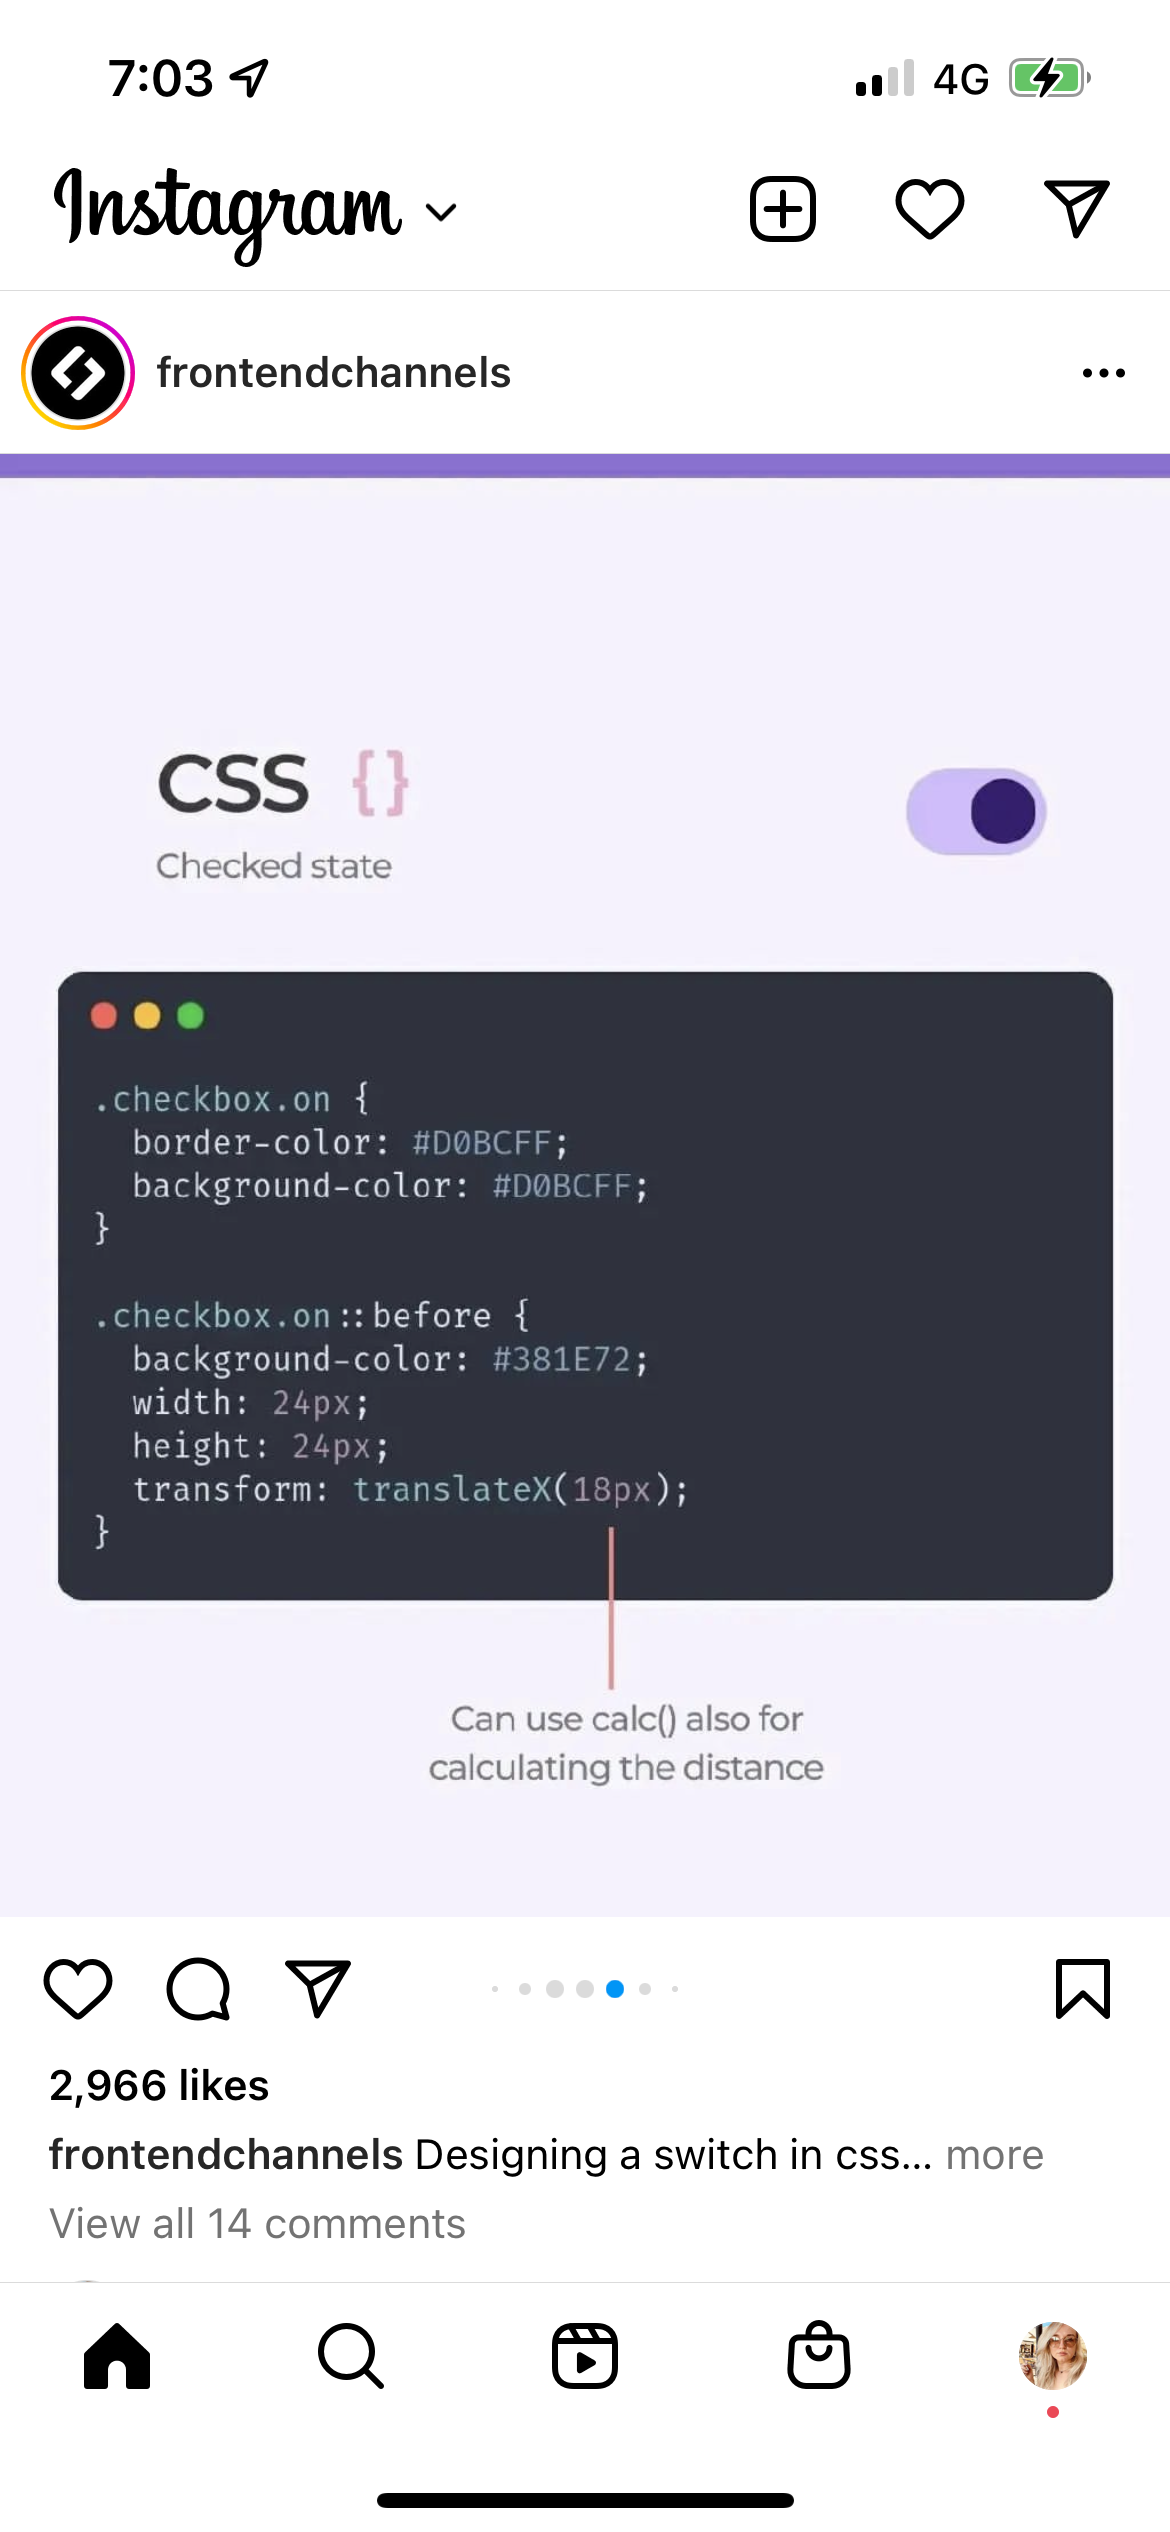 7:03
4G
Instagram
frontendchannels
CSS {}
Checked state
.checkbox.on {
  border-color: #D0BCFF;
  background-color: #D0BCFF;
}
.checkbox.on::before {
  background-color: #381E72;
  width: 24px;
  height: 24px;
  transform: translateX(18px);
}
Can use calc() also for
calculating the distance
2,966 likes
frontendchannels Designing a switch in css... more
View all 14 comments